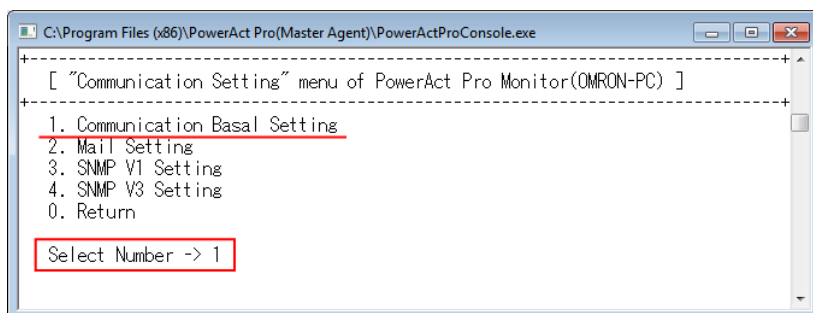 C:\Program Files (x86)\PowerAct Pro(Master Agent)\PowerActProConsole.exe
+------------------------------------------------------------------------------+
[ "Communication Setting" menu of PowerAct Pro Monitor(OMRON-PC) ]
+------------------------------------------------------------------------------+
1. Communication Basal Setting
2. Mail Setting
3. SNMP V1 Setting
4. SNMP V3 Setting
0. Return
Select Number -> 1